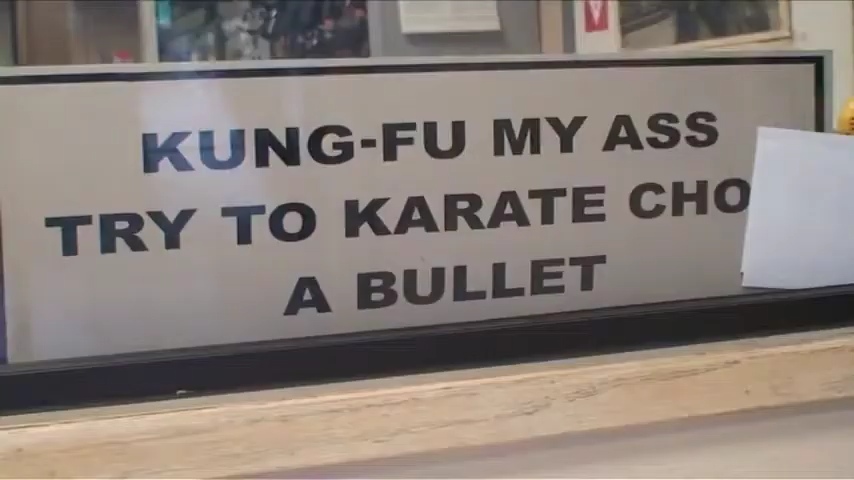 KUNG-FU MY ASS
TRY TO KARATE CHO
A BULLET